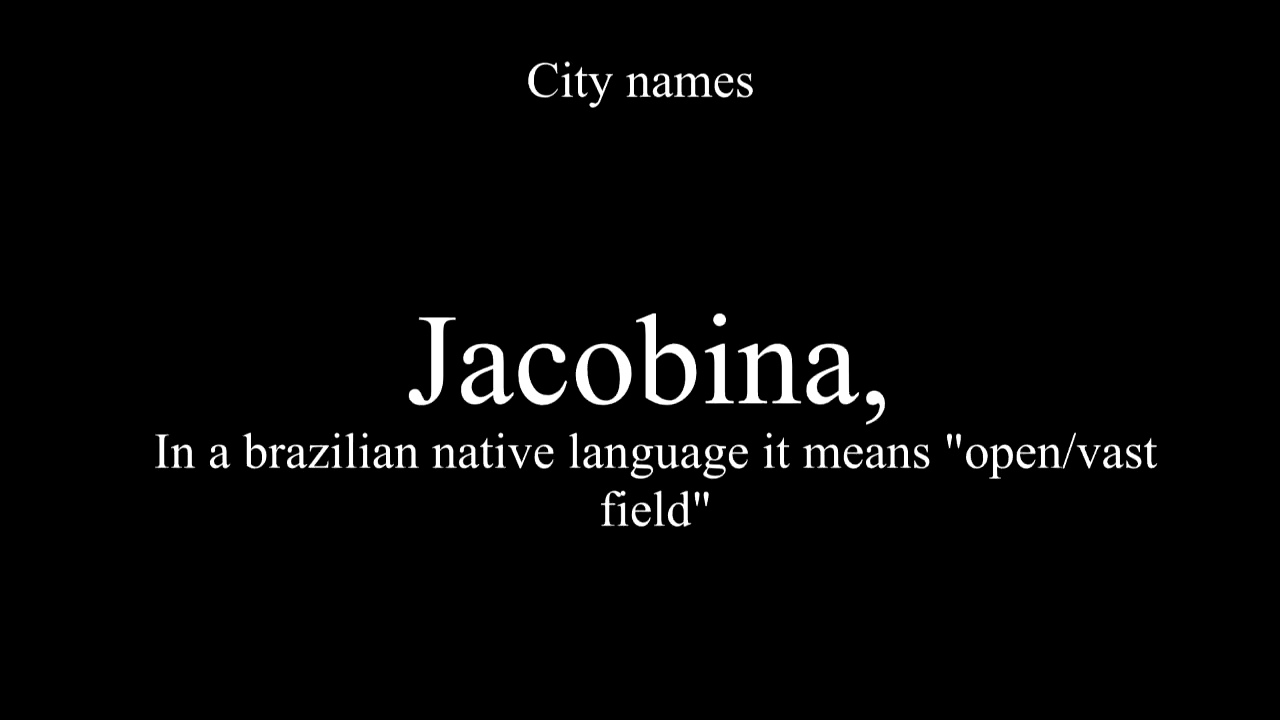 City names
Jacobina,
In a brazilian native language it means "open/vast
field"